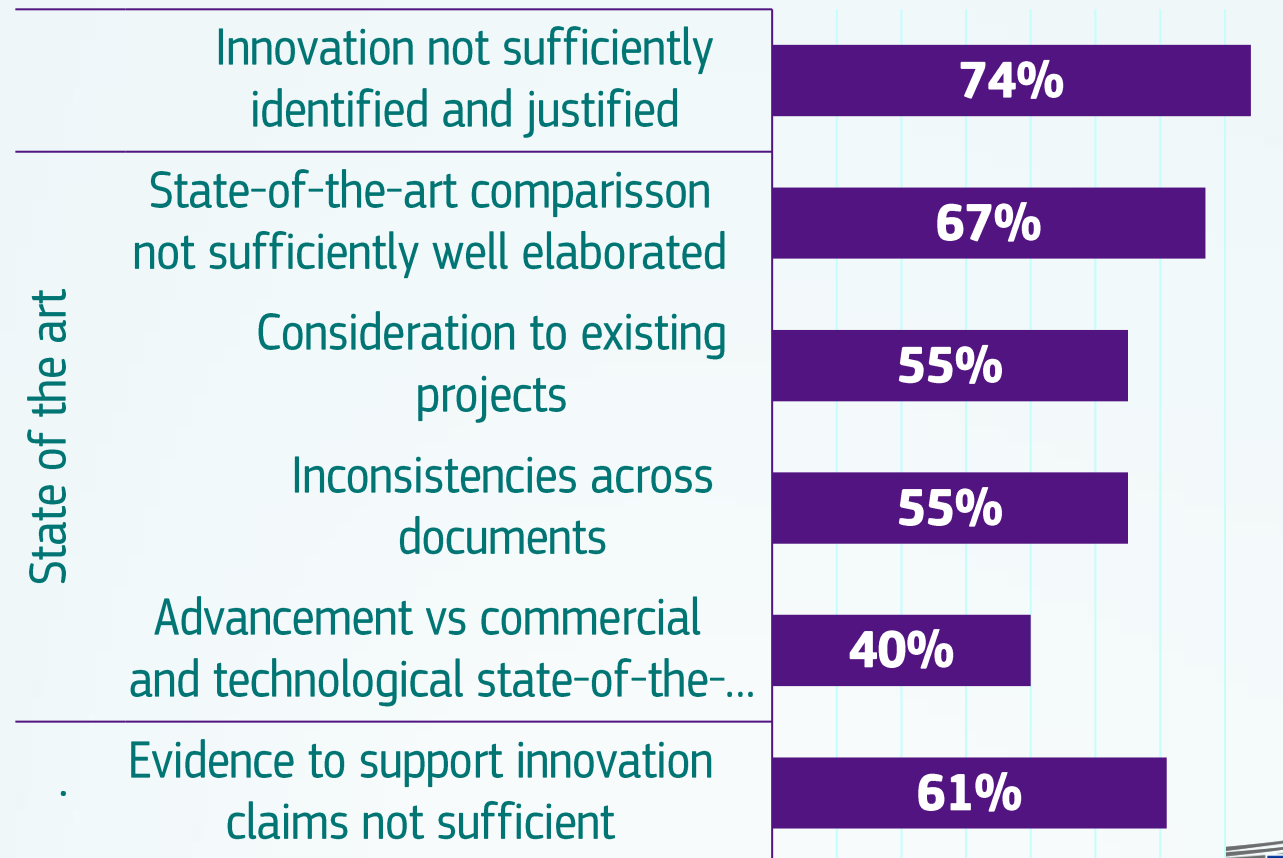 Innovation not sufficiently
identified and justified
74%
State of the art
State-of-the-art comparisson
not sufficiently well elaborated
67%
Consideration to existing
projects
55%
Inconsistencies across
documents
55%
Advancement vs commercial
and technological state-of-the-...
40%
.
Evidence to support innovation
claims not sufficient
61%